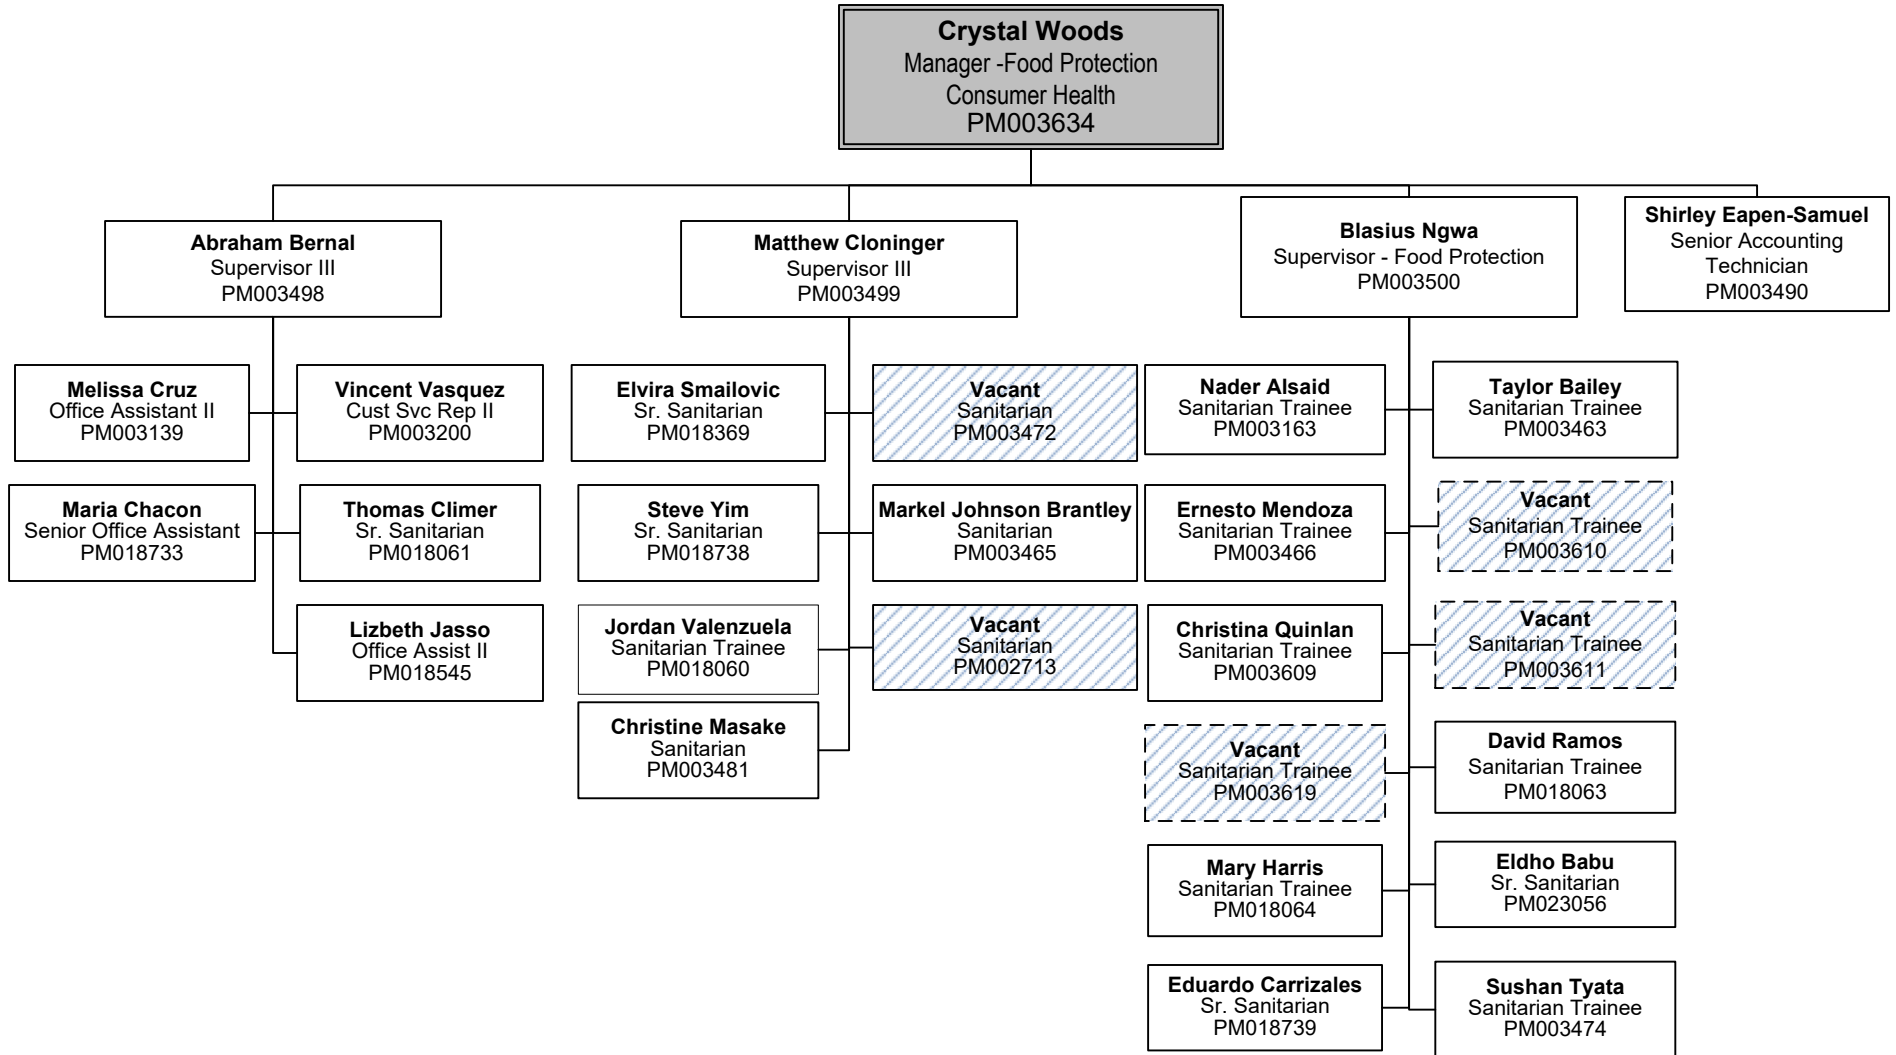 Crystal Woods
Manager -Food Protection
Consumer Health
PM003634
Abraham Bernal
Supervisor III
PM003498
Matthew Cloninger
Supervisor III
PM003499
Blasius Ngwa
Supervisor - Food Protection
PM003500
Shirley Eapen-Samuel
Senior Accounting
Technician
PM003490
Melissa Cruz
Office Assistant II
PM003139
Vincent Vasquez
Cust Svc Rep II
PM003200
Maria Chacon
Senior Office Assistant
PM018733
Thomas Climer
Sr. Sanitarian
PM018061
Lizbeth Jasso
Office Assist II
PM018545
Elvira Smailovic
Sr. Sanitarian
PM018369
Vacant
Sanitarian
PM003472
Steve Yim
Sr. Sanitarian
PM018738
Markel Johnson Brantley
Sanitarian
PM003465
Jordan Valenzuela
Sanitarian Trainee
PM018060
Vacant
Sanitarian
PM002713
Christine Masake
Sanitarian
PM003481
Nader Alsaid
Sanitarian Trainee
PM003163
Taylor Bailey
Sanitarian Trainee
PM003463
Ernesto Mendoza
Sanitarian Trainee
PM003466
Vacant
Sanitarian Trainee
PM003610
Christina Quinlan
Sanitarian Trainee
PM003609
Vacant
Sanitarian Trainee
PM003611
Vacant
Sanitarian Trainee
PM003619
David Ramos
Sanitarian Trainee
PM018063
Mary Harris
Sanitarian Trainee
PM018064
Eldho Babu
Sr. Sanitarian
PM023056
Eduardo Carrizales
Sr. Sanitarian
PM018739
Sushan Tyata
Sanitarian Trainee
PM003474